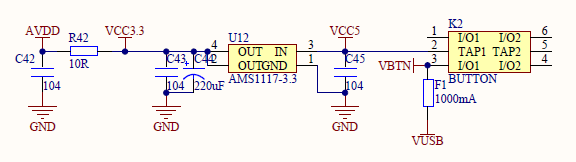 AVDD R42 VCC3.3 U12 VCC5 K2
C42 10R C43 C44 4 OUT IN 3 C45 1 I/O1 I/O2 6
2 OUTGND 1 2 TAP1 TAP2 5
VBTN 3 I/O1 I/O2 4
104 104 220uF AMS1117-3.3 104 BUTTON
F1
1000mA
GND GND GND
VUSB